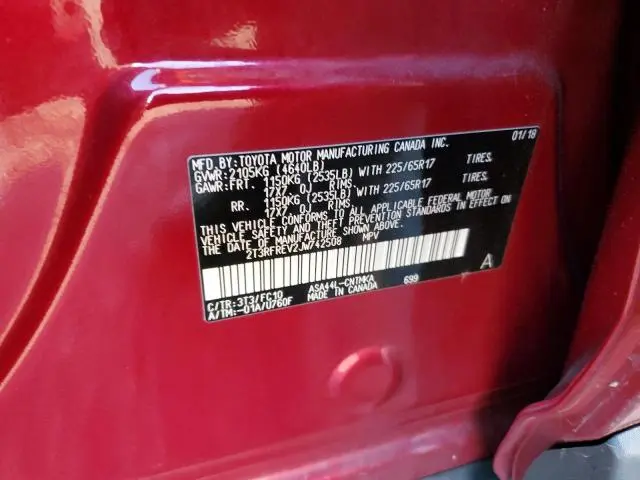 MFD.BY:TOYOTA MOTOR MANUFACTURING CANADA INC. 01/18
GVWR:2105KG (4640LB)
GAWR:FRT. 1150KG (2535LB) WITH 225/65R17 TIRES,
17X7.0J RIMS
RR. 1150KG (2535LB) WITH 225/65R17 TIRES,
17X7.0J RIMS
THIS VEHICLE CONFORMS TO ALL APPLICABLE FEDERAL MOTOR
VEHICLE SAFETY AND THEFT PREVENTION STANDARDS IN EFFECT ON
THE DATE OF MANUFACTURE SHOWN ABOVE.
2T3RFREV2JW742508 MPV
A
C/TR:3T3/FC10 ASA44L-CNTMKA 699
A/TM:-01A/U760F MADE IN CANADA